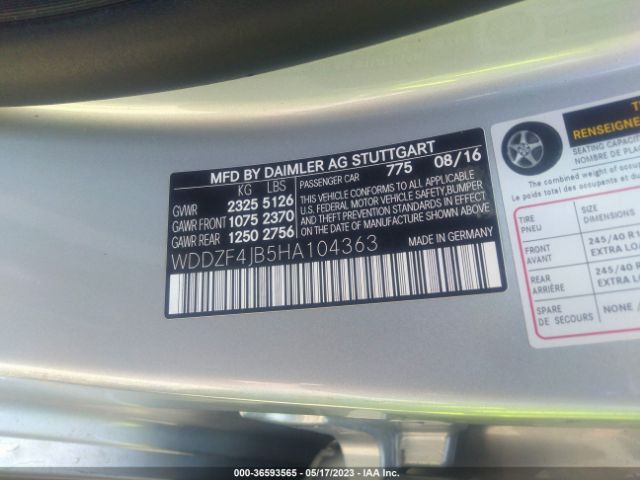 MFD BY DAIMLER AG STUTTGART
KG LBS
GVWR 2325 5126
GAWR FRONT 1075 2370
GAWR REAR 1250 2756
PASSENGER CAR 775 08/16
THIS VEHICLE CONFORMS TO ALL APPLICABLE
U.S. FEDERAL MOTOR VEHICLE SAFETY,BUMPER
AND THEFT PREVENTION STANDARDS IN
EFFECT ON THE DATE OF MANUFACTURE
SHOWN ABOVE.
MADE IN GERMANY
WDDZF4JB5HA104363
RENSEIGNE
SEATING CAPACI
NOMBRE DE PLAC
The combined weight of occupants
Le poids total des occupants et du
TIRE
PNEU
SIZE
DIMENSIONS
FRONT
AVANT
245/40 R1
EXTRA LO
REAR
ARRIÈRE
245/40 R
EXTRA LO
SPARE
DE SECOURS
NONE /
000-36593565 - 05/17/2023 - IAA Inc.